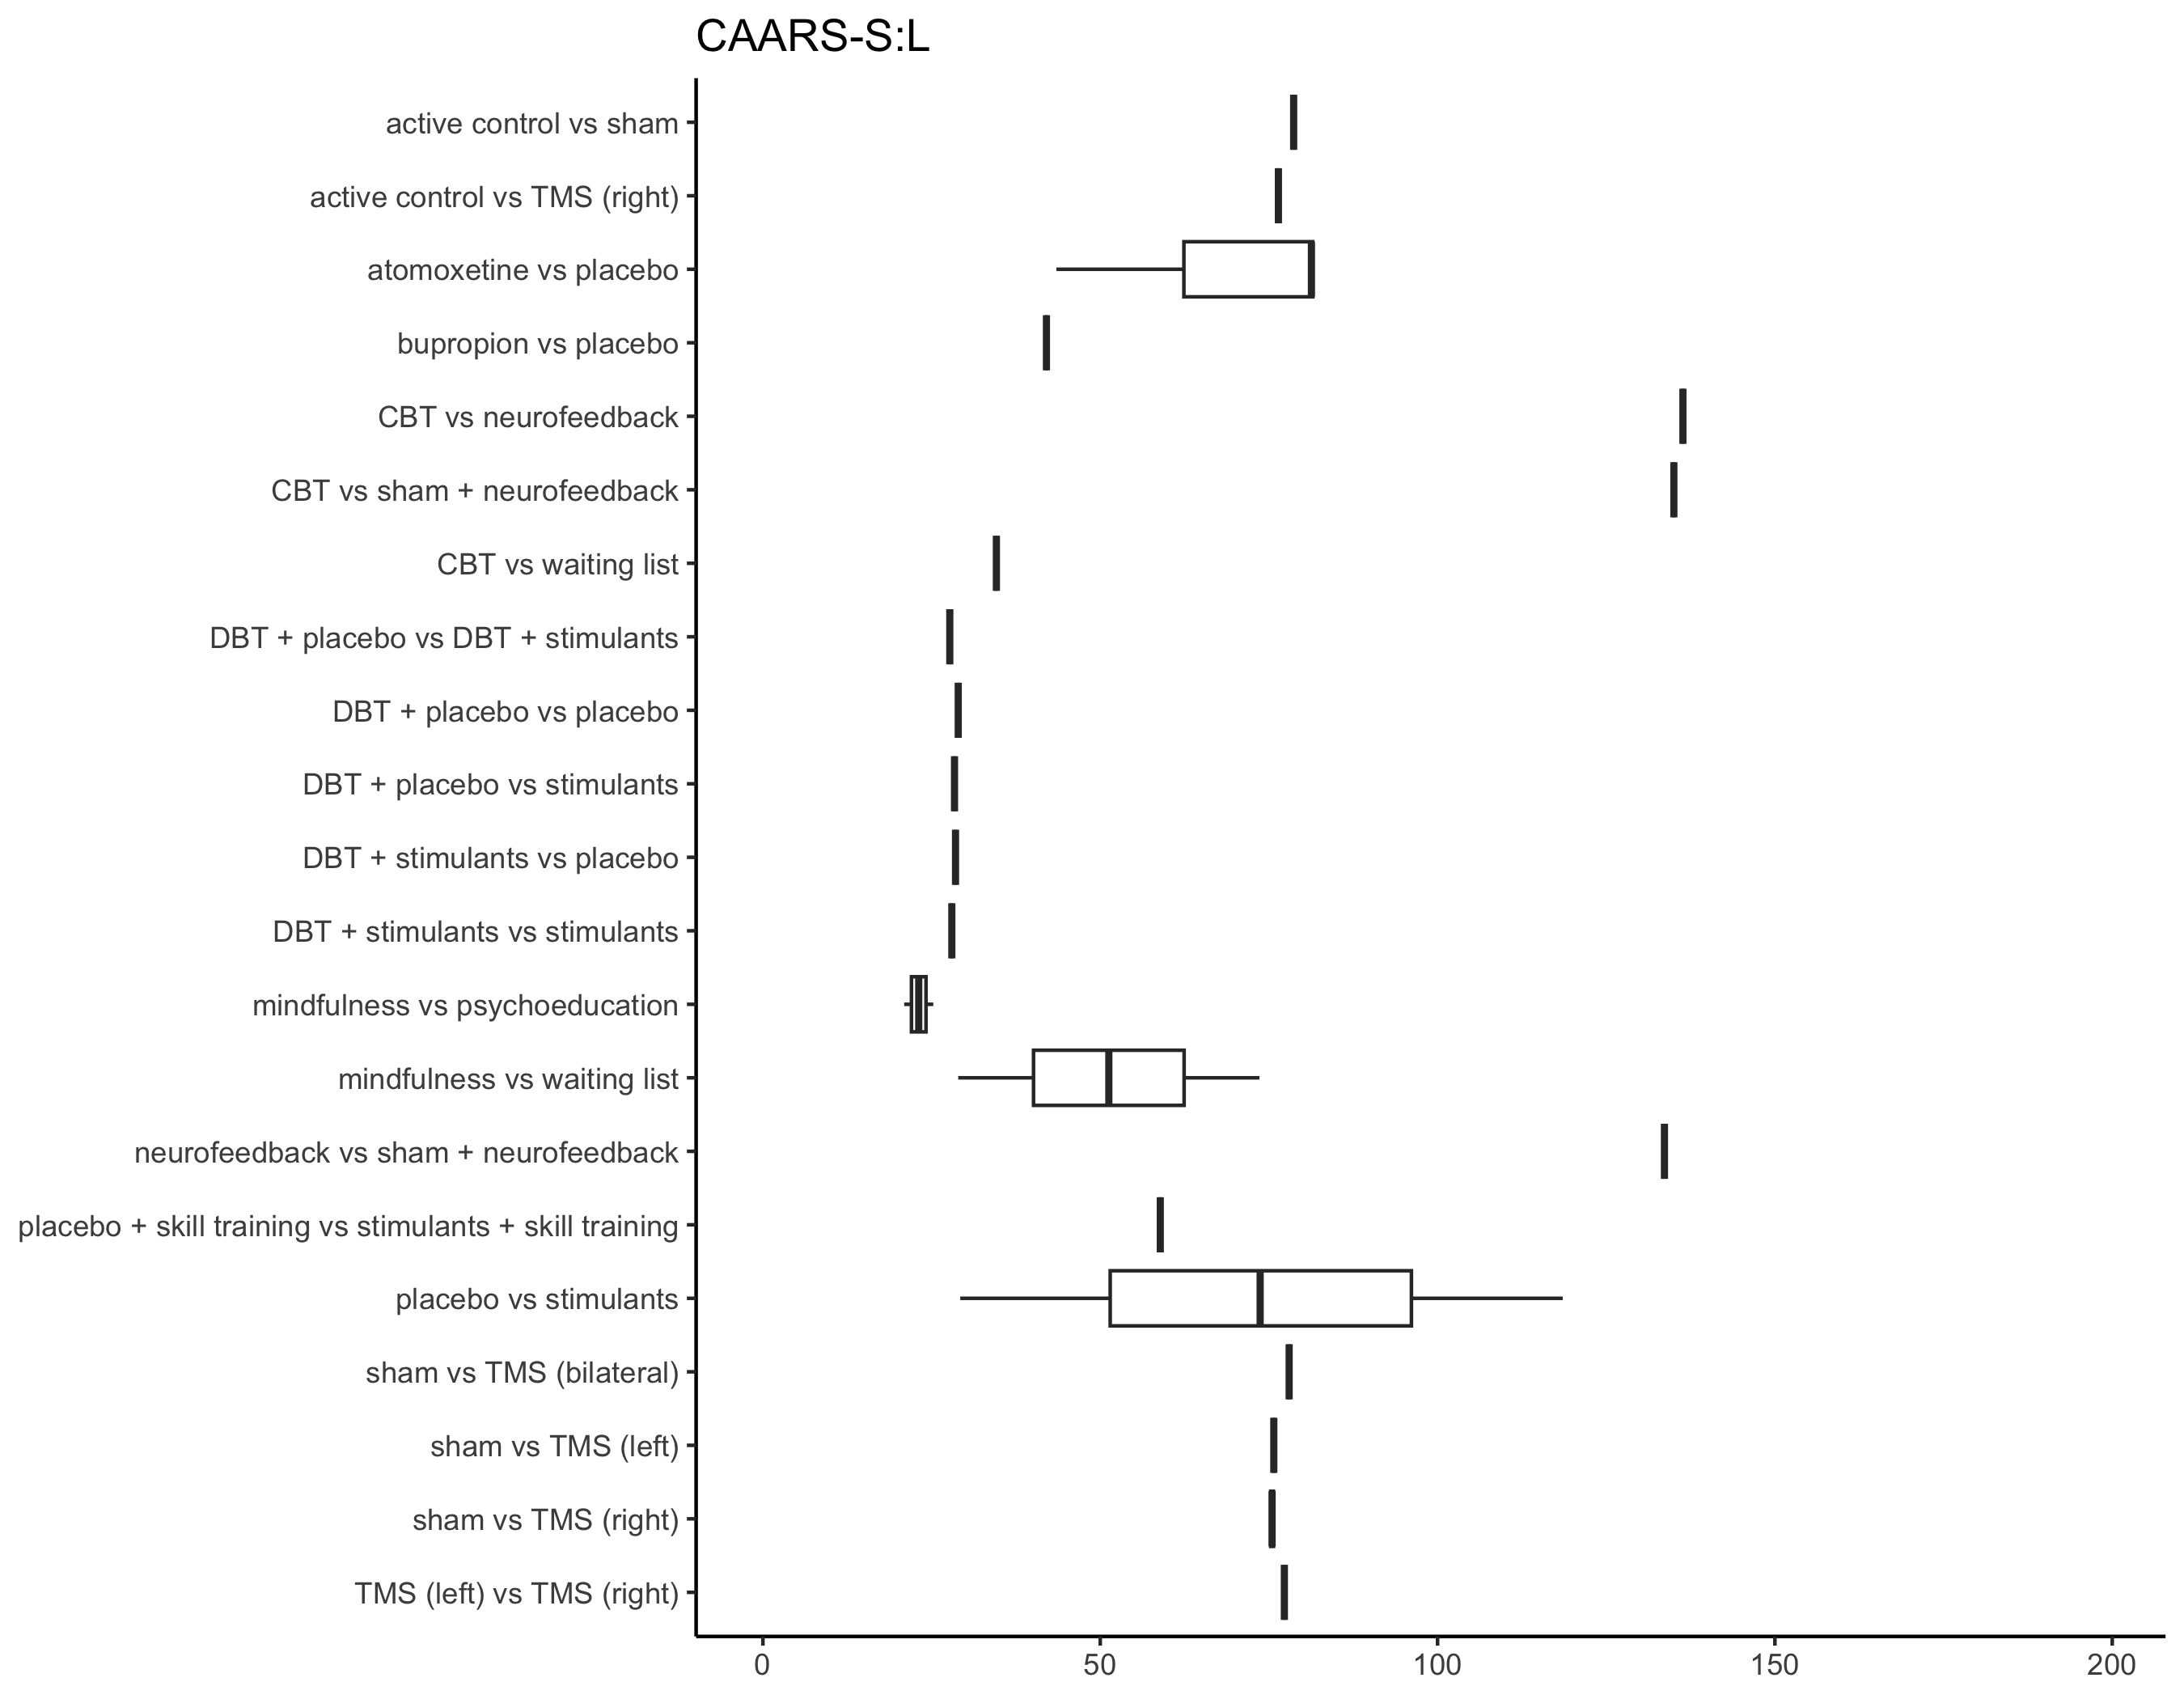 CAARS-S:L
active control vs sham
active control vs TMS (right)
atomoxetine vs placebo
bupropion vs placebo
CBT vs neurofeedback
CBT vs sham + neurofeedback
CBT vs waiting list
DBT + placebo vs DBT + stimulants
DBT + placebo vs placebo
DBT + placebo vs stimulants
DBT + stimulants vs placebo
DBT + stimulants vs stimulants
mindfulness vs psychoeducation
mindfulness vs waiting list
neurofeedback vs sham + neurofeedback
placebo + skill training vs stimulants + skill training
placebo vs stimulants
sham vs TMS (bilateral)
sham vs TMS (left)
sham vs TMS (right)
TMS (left) vs TMS (right)
0 50 100 150 200